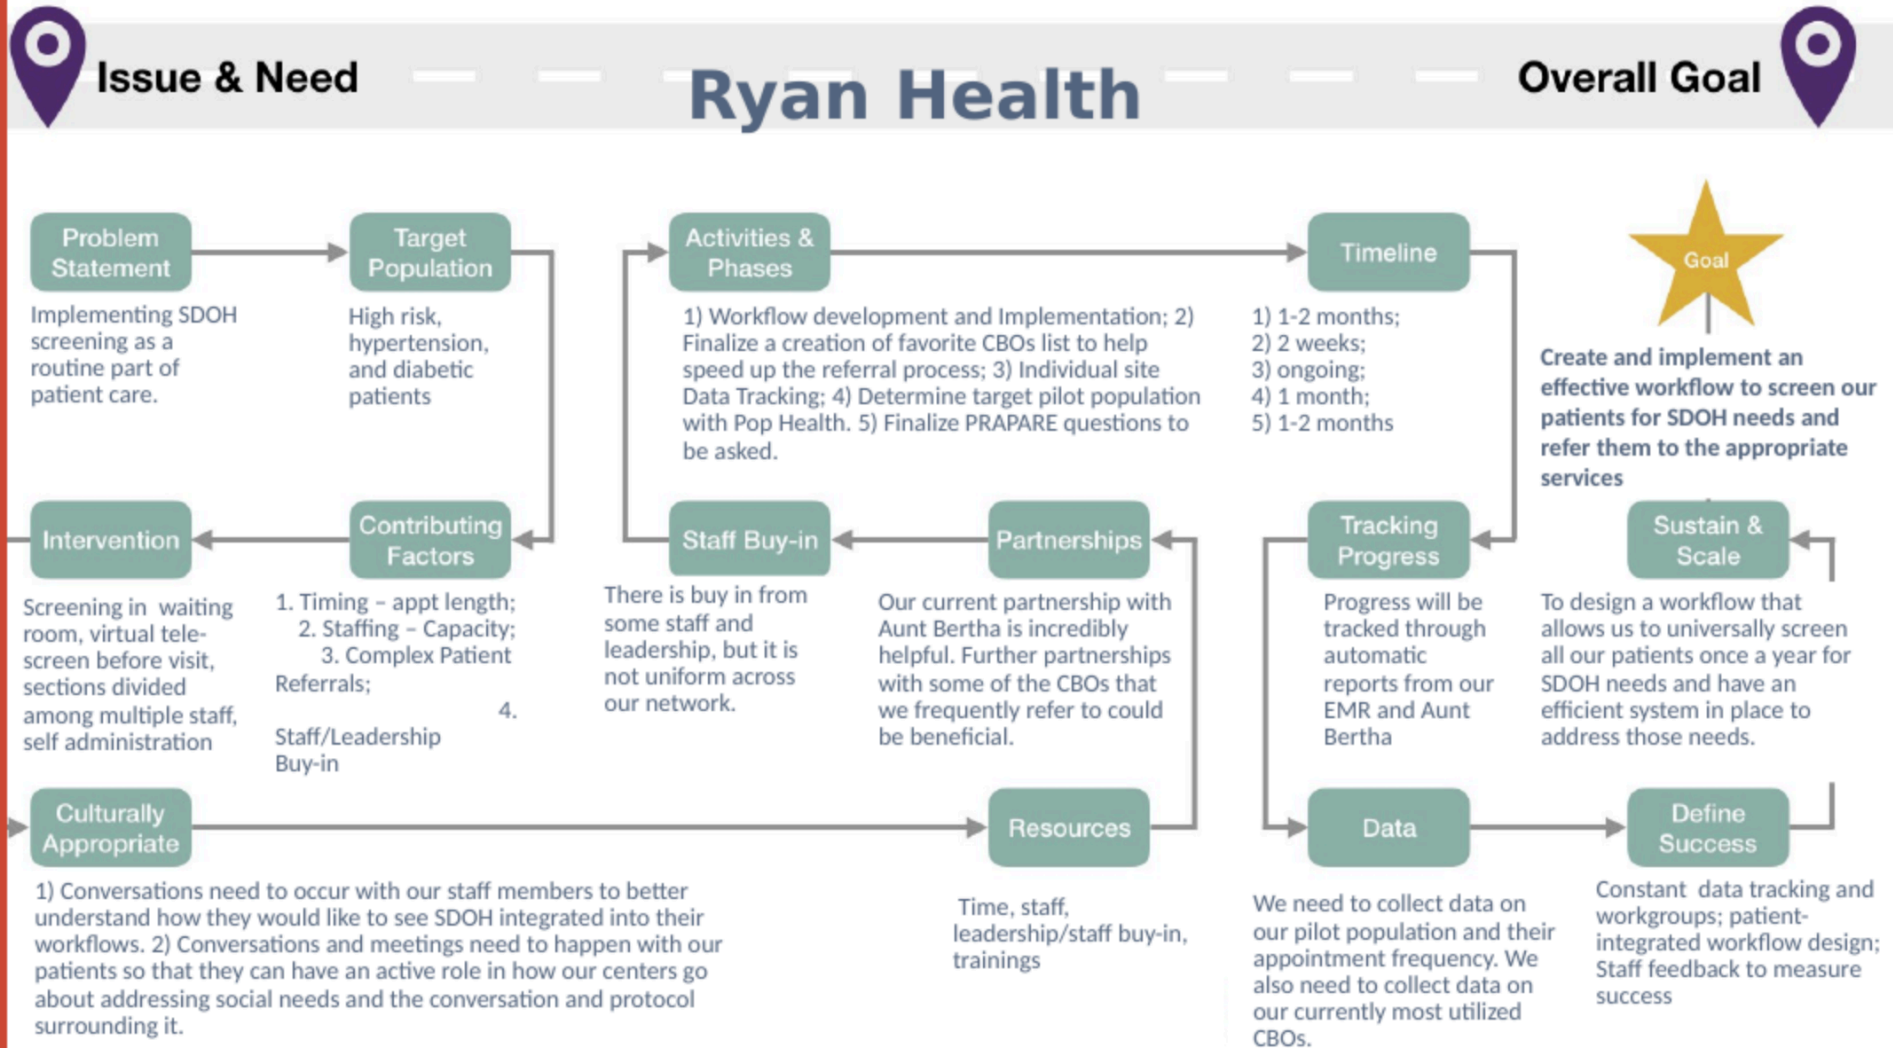 Issue & Need
Ryan Health
Overall Goal
Problem
Statement
Implementing SDOH
screening as a
routine part of
patient care.
Target
Population
High risk,
hypertension,
and diabetic
patients
Activities &
Phases
1) Workflow development and Implementation; 2)
Finalize a creation of favorite CBOs list to help
speed up the referral process; 3) Individual site
Data Tracking; 4) Determine target pilot population
with Pop Health. 5) Finalize PRAPARE questions to
be asked.
Timeline
1) 1-2 months;
2) 2 weeks;
3) ongoing;
4) 1 month;
5) 1-2 months
Goal
Create and implement an
effective workflow to screen our
patients for SDOH needs and
refer them to the appropriate
services
Intervention
Screening in waiting
room, virtual tele-
screen before visit,
sections divided
among multiple staff,
self administration
Contributing
Factors
1. Timing – appt length;
2. Staffing – Capacity;
3. Complex Patient
Referrals;
4.
Staff/Leadership
Buy-in
Staff Buy-in
There is buy in from
some staff and
leadership, but it is
not uniform across
our network.
Partnerships
Our current partnership with
Aunt Bertha is incredibly
helpful. Further partnerships
with some of the CBOs that
we frequently refer to could
be beneficial.
Tracking
Progress
Progress will be
tracked through
automatic
reports from our
EMR and Aunt
Bertha
Sustain &
Scale
To design a workflow that
allows us to universally screen
all our patients once a year for
SDOH needs and have an
efficient system in place to
address those needs.
Culturally
Appropriate
1) Conversations need to occur with our staff members to better
understand how they would like to see SDOH integrated into their
workflows. 2) Conversations and meetings need to happen with our
patients so that they can have an active role in how our centers go
about addressing social needs and the conversation and protocol
surrounding it.
Resources
Time, staff,
leadership/staff buy-in,
trainings
Data
We need to collect data on
our pilot population and their
appointment frequency. We
also need to collect data on
our currently most utilized
CBOs.
Define
Success
Constant data tracking and
workgroups; patient-
integrated workflow design;
Staff feedback to measure
success